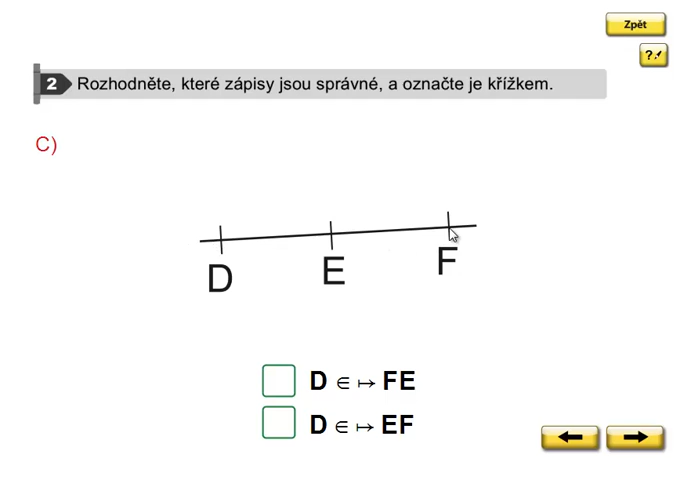 Zpět
?
2 Rozhodněte, které zápisy jsou správné, a označte je křížkem.
C)
D E F
D ∈ ↦ FE
D ∈ ↦ EF